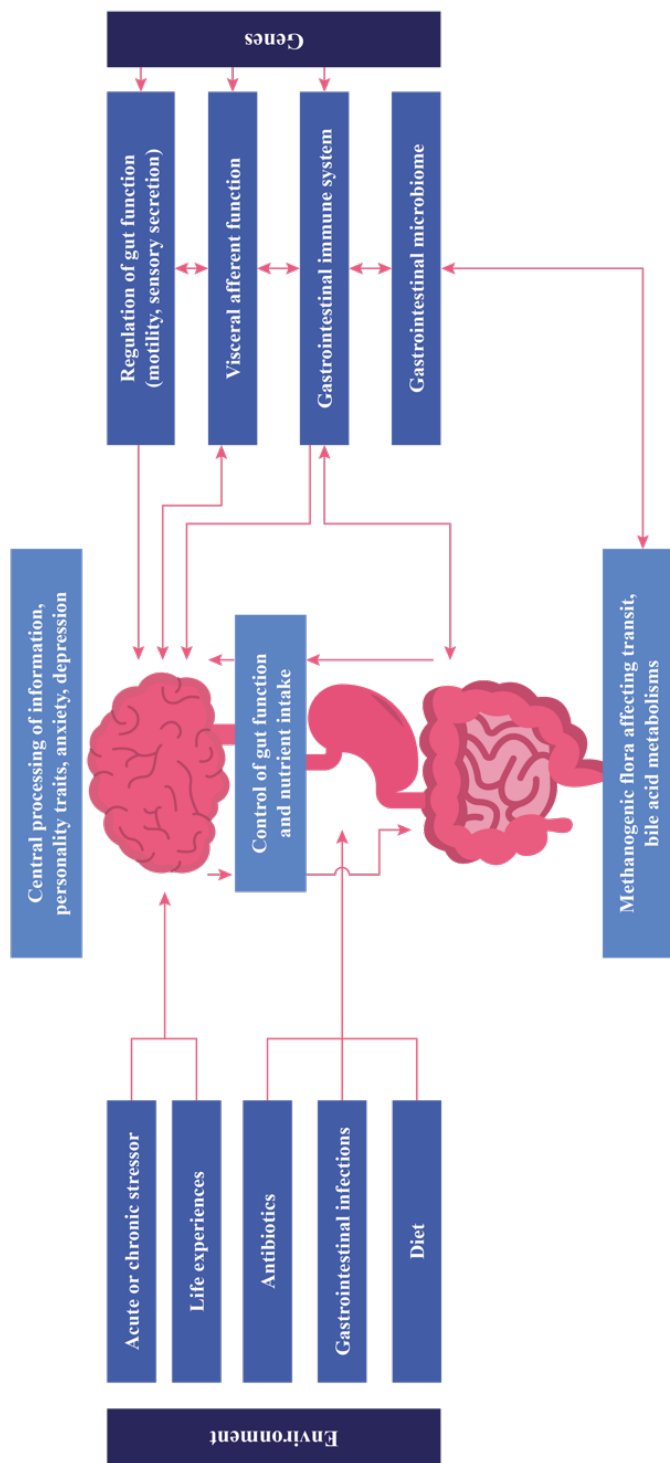 Environment
Acute or chronic stressor
Life experiences
Antibiotics
Gastrointestinal infections
Diet
Central processing of information,
personality traits, anxiety, depression
Control of gut function
and nutrient intake
Methanogenic flora affecting transit,
bile acid metabolisms
Regulation of gut function
(motility, sensory secretion)
Visceral afferent function
Gastrointestinal immune system
Gastrointestinal microbiome
Genes